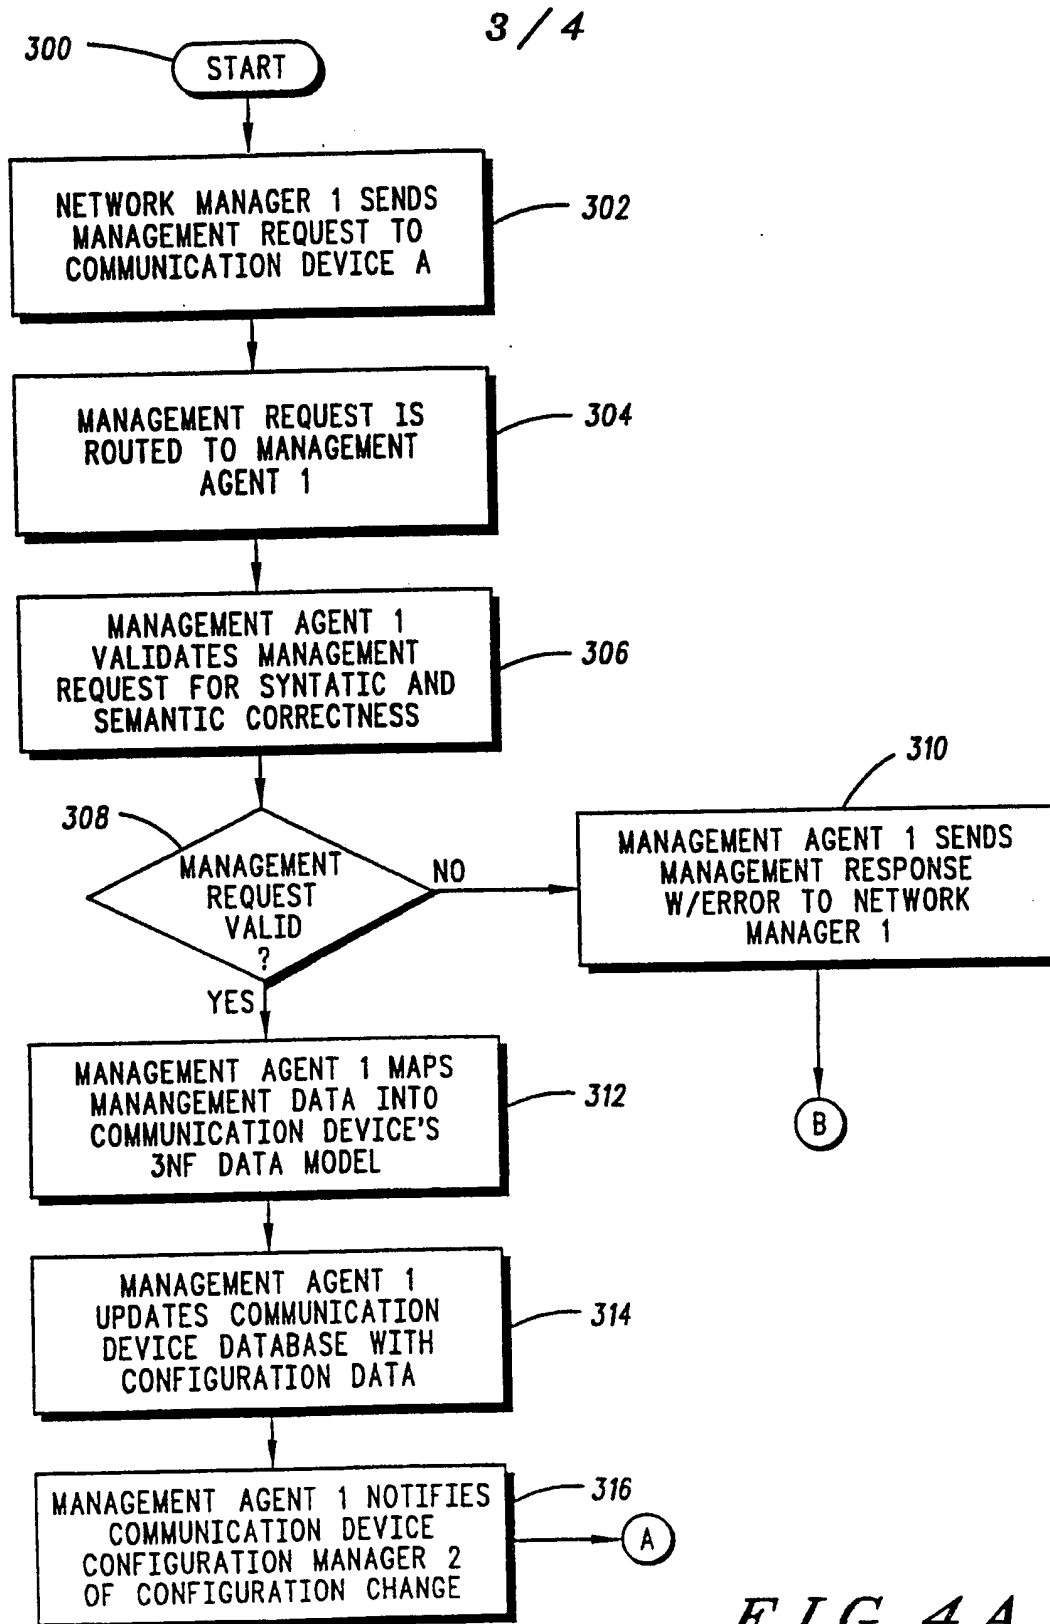 3/4
300
START
NETWORK MANAGER 1 SENDS
MANAGEMENT REQUEST TO
COMMUNICATION DEVICE A
302
MANAGEMENT REQUEST IS
ROUTED TO MANAGEMENT
AGENT 1
304
MANAGEMENT AGENT 1
VALIDATES MANAGEMENT
REQUEST FOR SYNTATIC AND
SEMANTIC CORRECTNESS
306
308
MANAGEMENT
REQUEST
VALID
?
NO
YES
310
MANAGEMENT AGENT 1 SENDS
MANAGEMENT RESPONSE
W/ERROR TO NETWORK
MANAGER 1
B
MANAGEMENT AGENT 1 MAPS
MANANGEMENT DATA INTO
COMMUNICATION DEVICE'S
3NF DATA MODEL
312
MANAGEMENT AGENT 1
UPDATES COMMUNICATION
DEVICE DATABASE WITH
CONFIGURATION DATA
314
MANAGEMENT AGENT 1 NOTIFIES
COMMUNICATION DEVICE
CONFIGURATION MANAGER 2
OF CONFIGURATION CHANGE
316
A
FIG. 4A